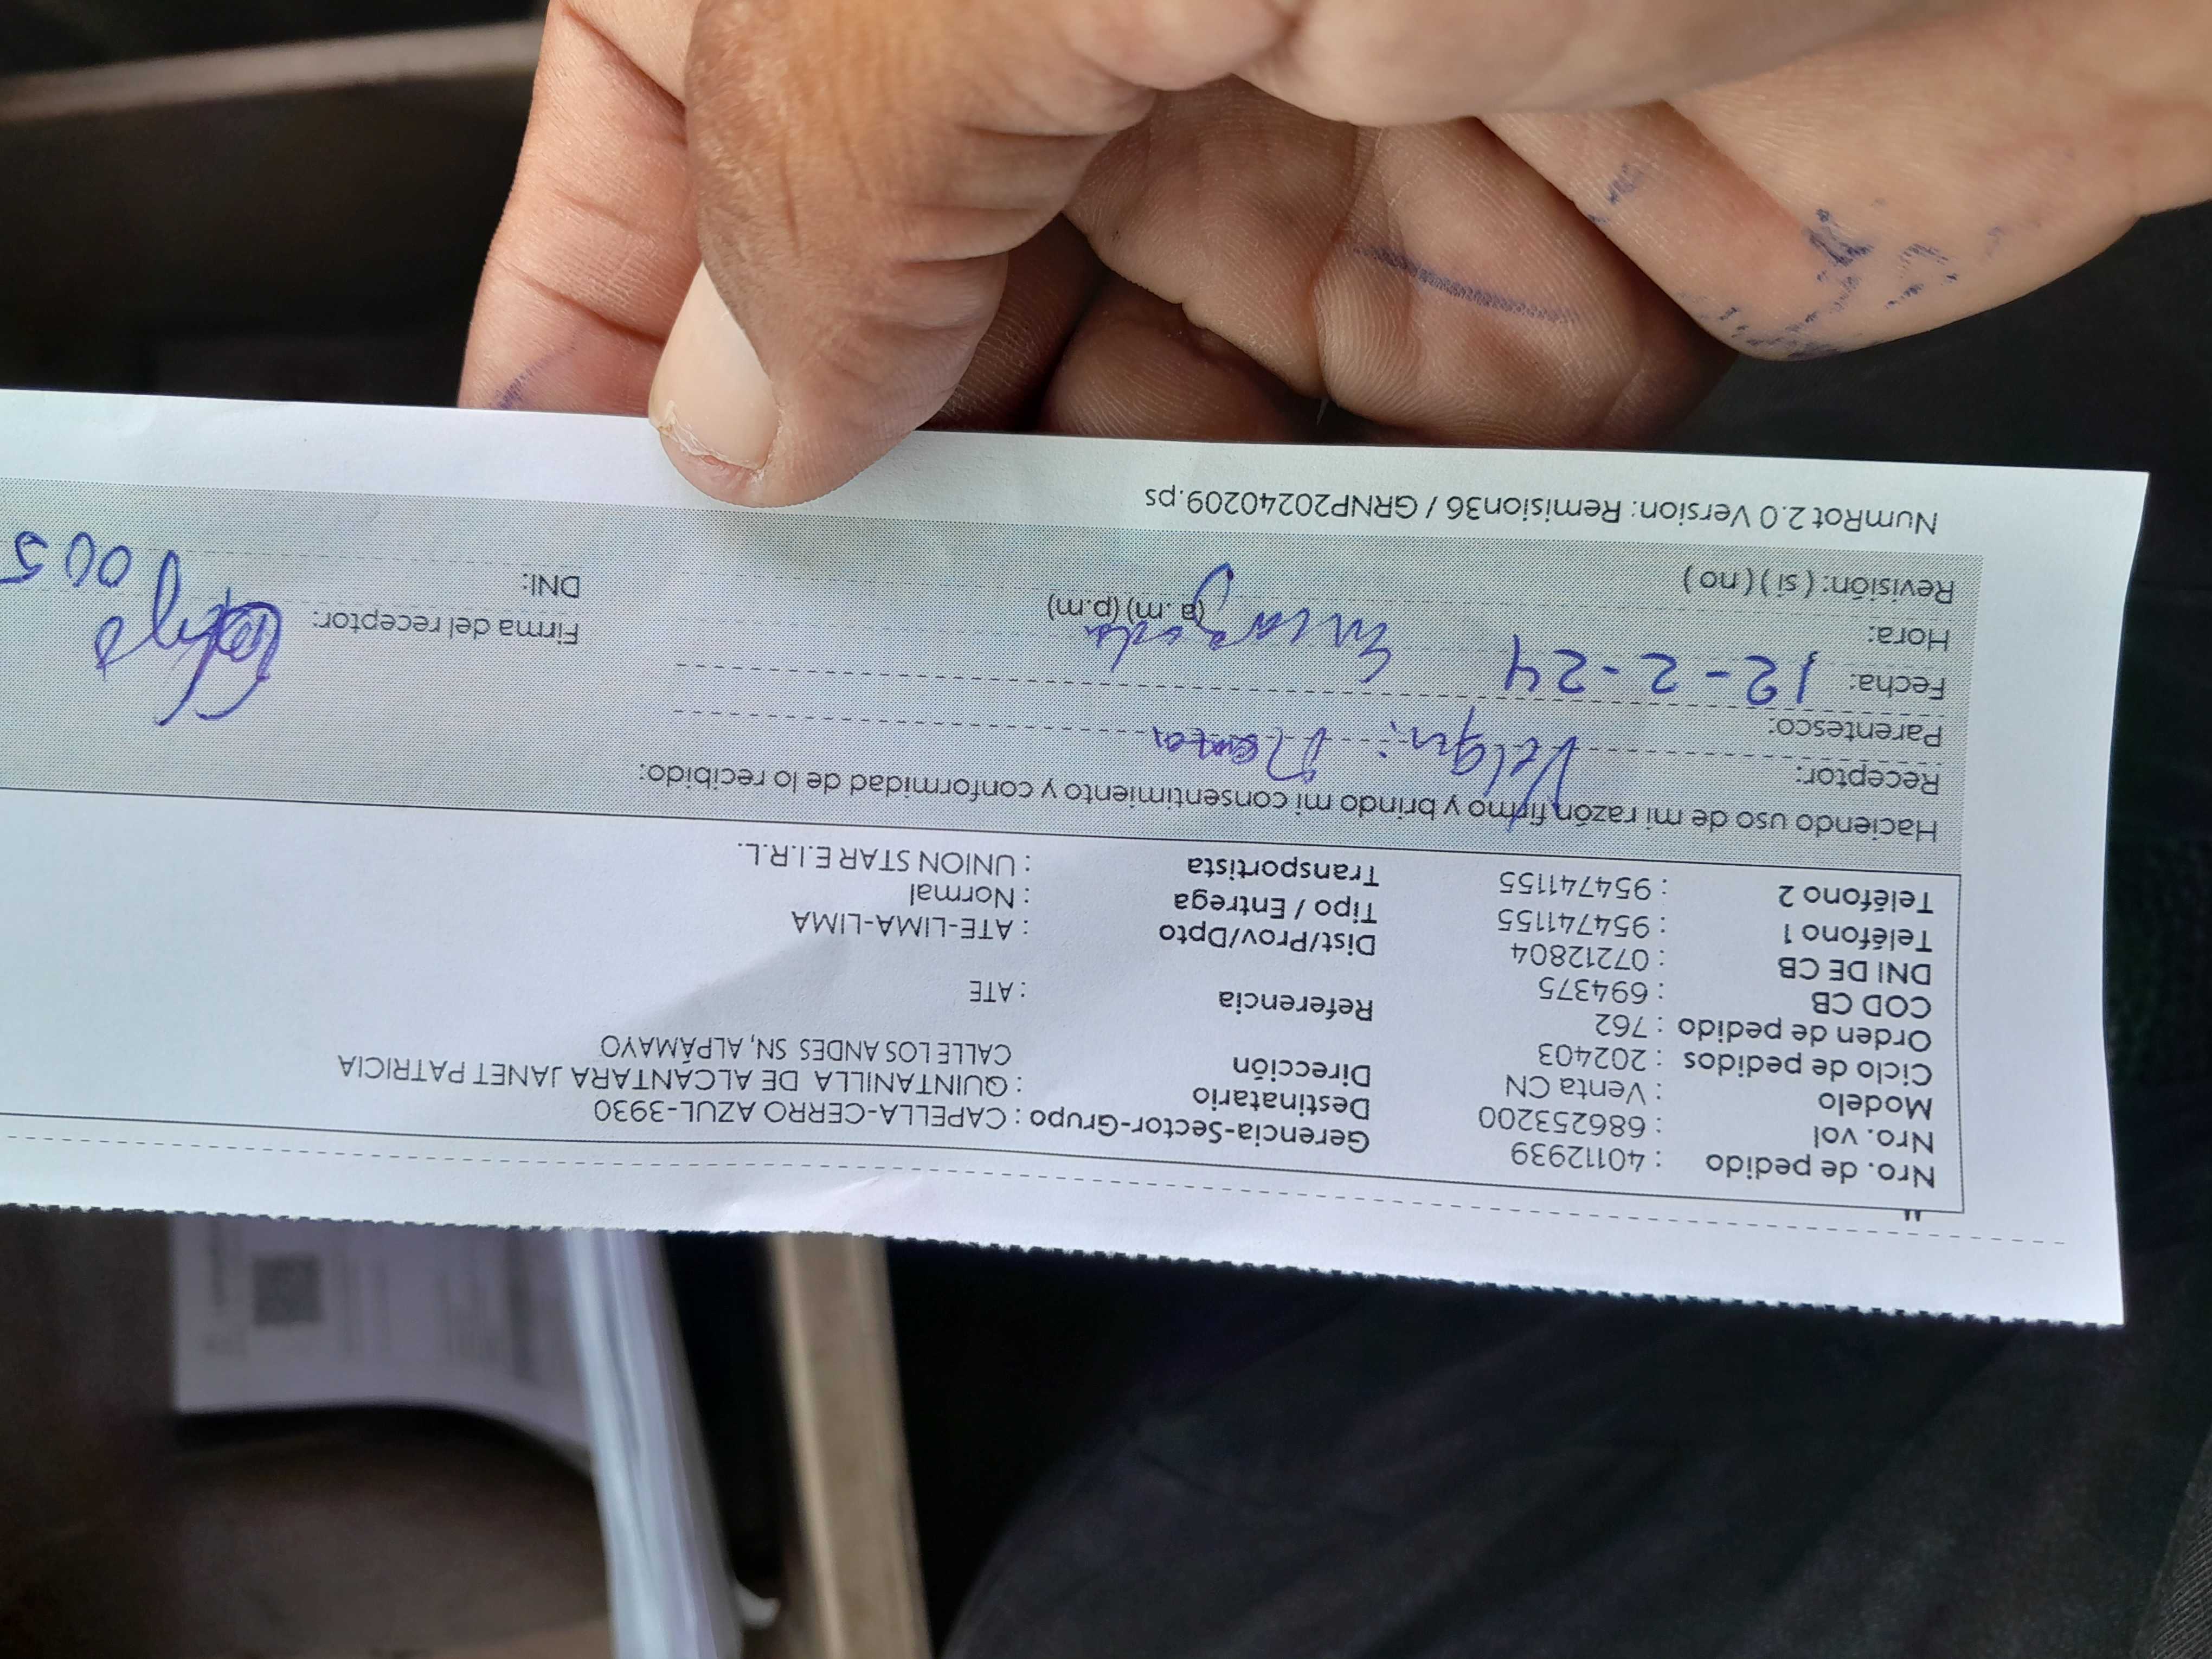 Nro. de pedido : 40112939 Gerencia-Sector-Grupo : CAPELLA-CERRO AZUL-3930
Nro. vol : 686253200 Destinatario : QUINTANILLA DE ALCANTARA JANET PATRICIA
Modelo : Venta CN Dirección CALLE LOS ANDES SN, ALPAMAYO
Ciclo de pedidos : 202403
Orden de pedido : 762 Referencia : ATE
COD CB : 694375
DNI DE CB : 07212804 Dist/Prov/Dpto : ATE-LIMA-LIMA
Teléfono 1 : 954741155 Tipo / Entrega : Normal
Teléfono 2 : 954741155 Transportista : UNION STAR E.I.R.L.
Haciendo uso de mi razón firmo y brindo mi consentimiento y conformidad de lo recibido:
Receptor:
Parentesco:
Fecha: 12-2-24 Encargada Firma del receptor:
Hora: (a.m) (p.m) DNI:
Revisión: ( si ) ( no )
NumRot 2.0 Version: Remision36 / GRNP20240209.ps